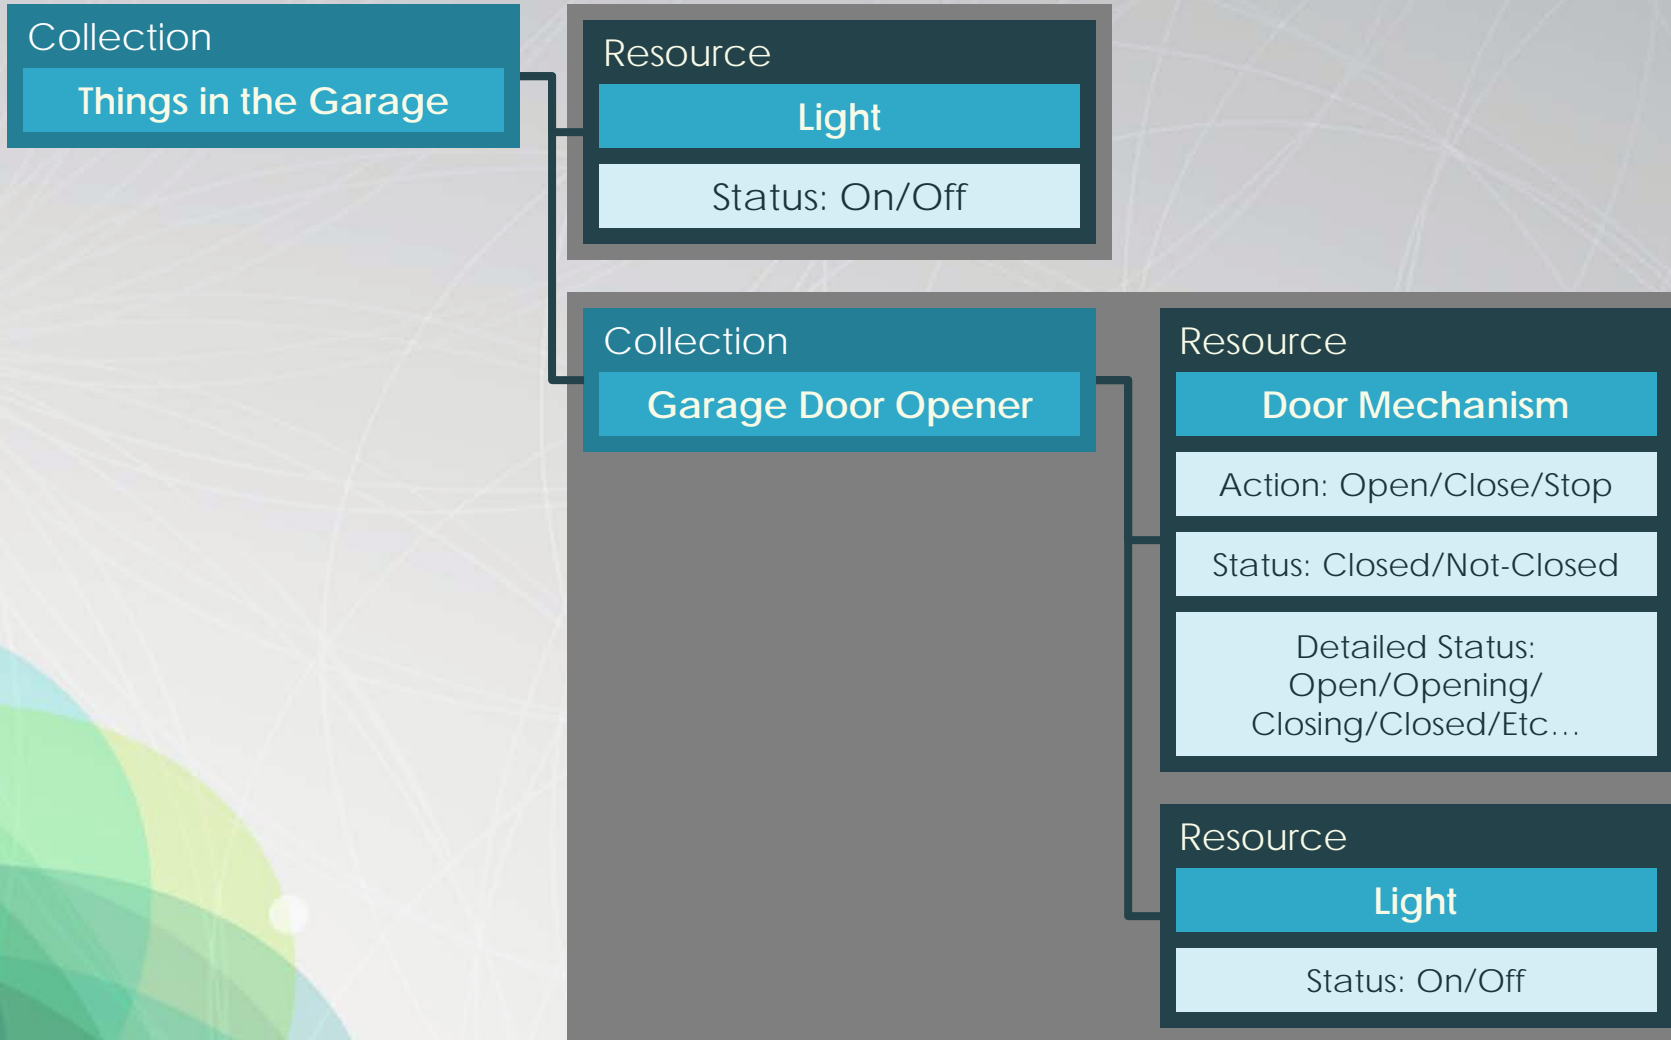 Collection
Things in the Garage
Resource
Light
Status: On/Off
Collection
Garage Door Opener
Resource
Door Mechanism
Action: Open/Close/Stop
Status: Closed/Not-Closed
Detailed Status:
Open/Opening/
Closing/Closed/Etc…
Resource
Light
Status: On/Off